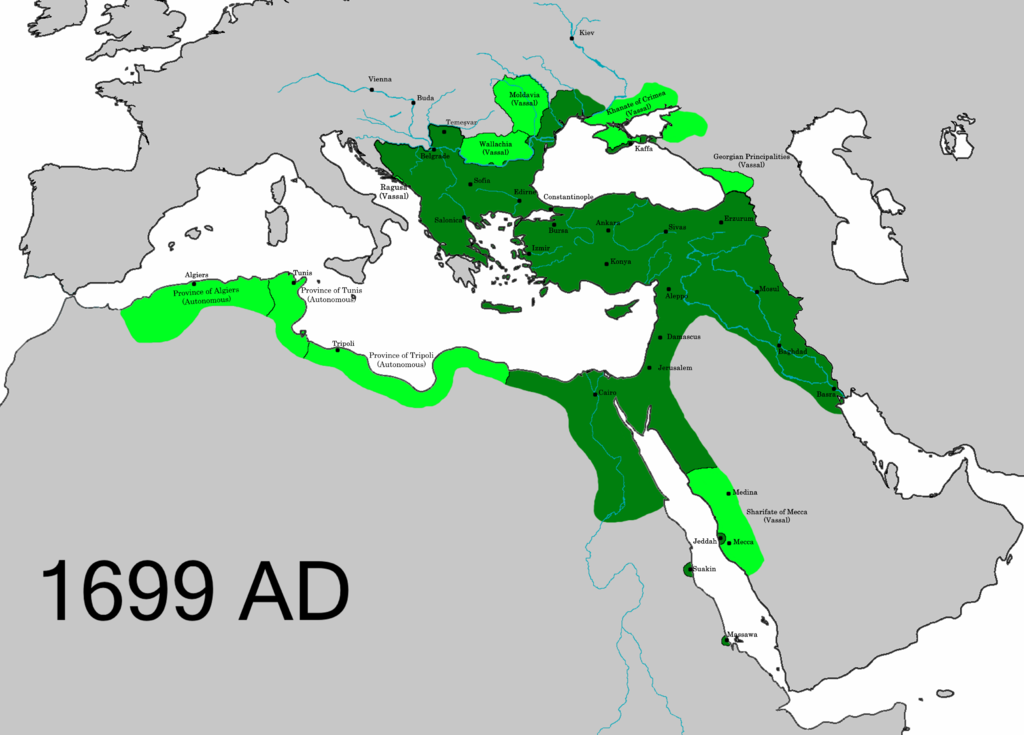 Kiev
Vienna
Buda
Moldavia
(Vassal)
Khanate of Crimea
(Vassal)
Temeşvar
Wallachia
(Vassal)
Belgrade
Kaffa
Georgian Principalities
(Vassal)
Ragusa
(Vassal)
Sofia
Edirne
Constantinople
Salonica
Bursa
Ankara
Sivas
Erzurum
Izmir
Konya
Algiers
Province of Algiers
(Autonomous)
Tunis
Province of Tunis
(Autonomous)
Aleppo
Mosul
Tripoli
Province of Tripoli
(Autonomous)
Damascus
Baghdad
Jerusalem
Cairo
Basra
Medina
Sharifate of Mecca
(Vassal)
Jeddah
Mecca
Suakin
1699 AD
Massawa